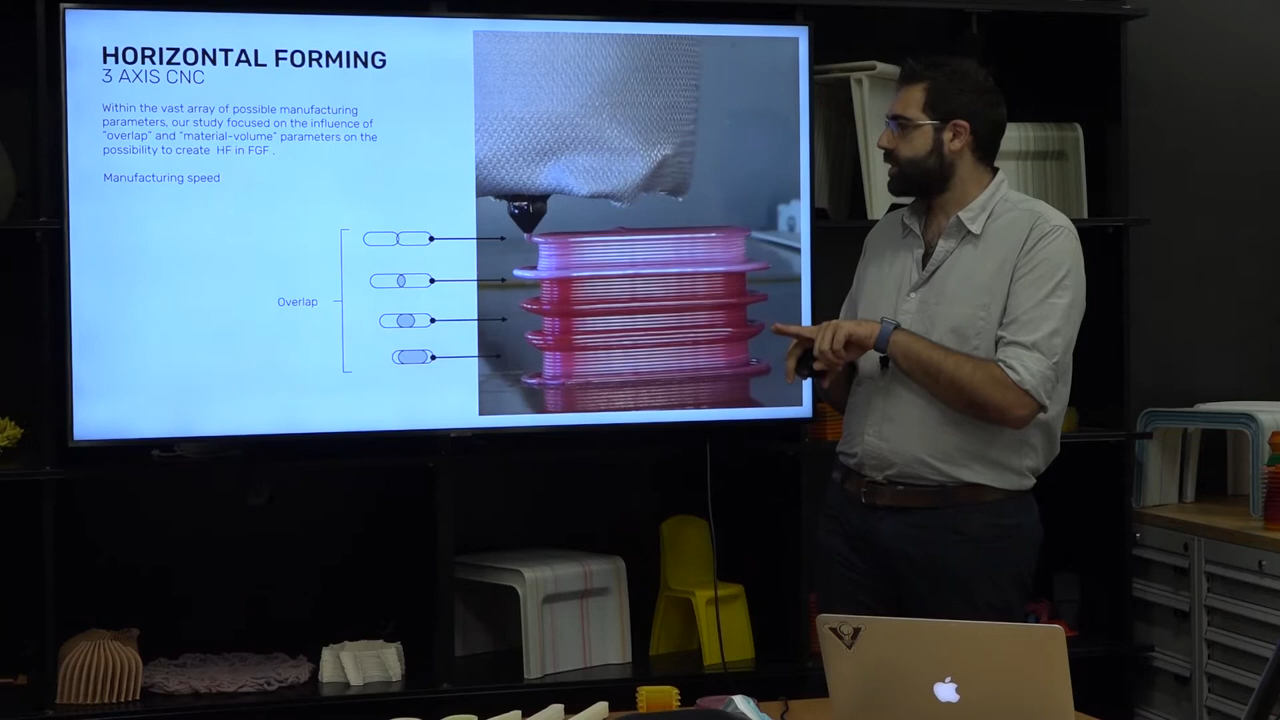 HORIZONTAL FORMING
3 AXIS CNC
Within the vast array of possible manufacturing
parameters, our study focused on the influence of
"overlap" and "material-volume" parameters on the
possibility to create HF in FGF .
Manufacturing speed
Overlap